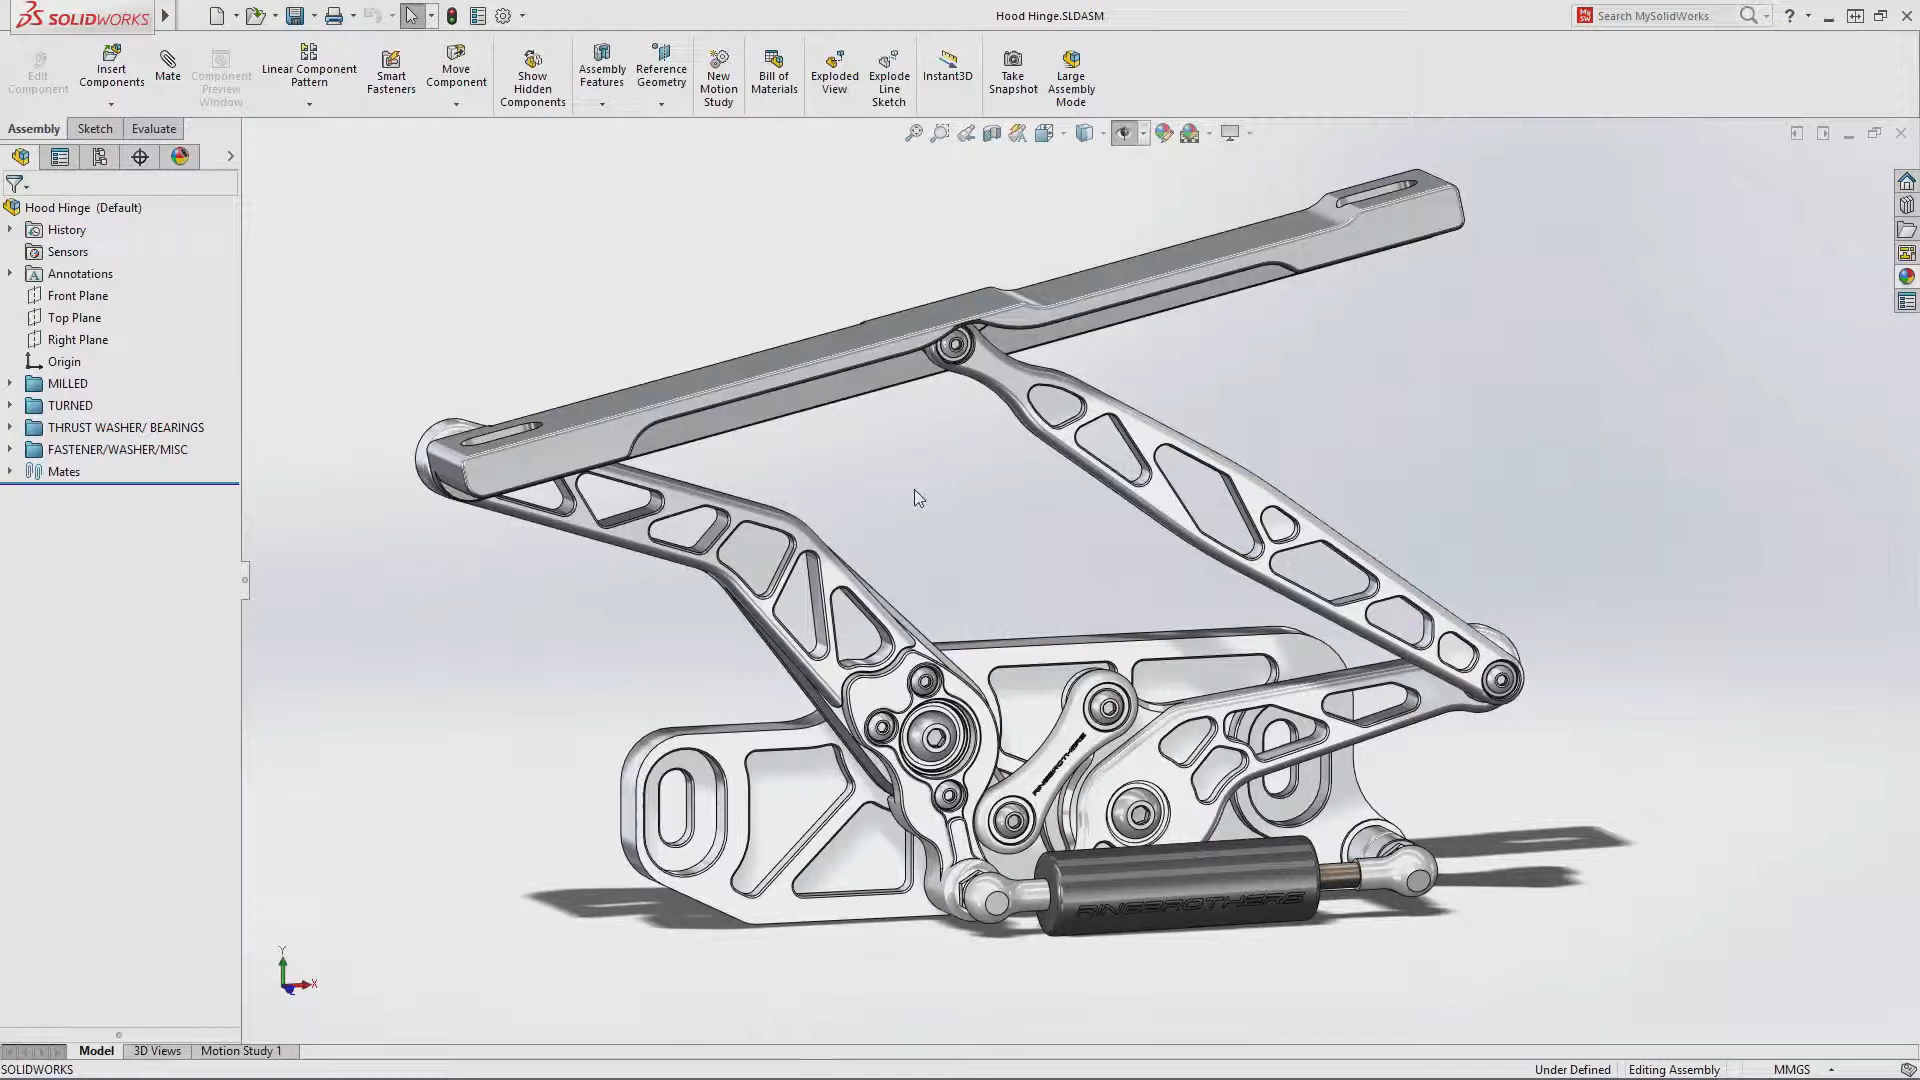 SOLIDWORKS
Hood Hinge.SLDASM
Search MySolidWorks
Edit Component
Insert Components
Mate
Component Preview Window
Linear Component Pattern
Smart Fasteners
Move Component
Show Hidden Components
Assembly Features
Reference Geometry
New Motion Study
Bill of Materials
Exploded View
Explode Line Sketch
Instant3D
Take Snapshot
Large Assembly Mode
Assembly
Sketch
Evaluate
Hood Hinge (Default)
History
Sensors
Annotations
Front Plane
Top Plane
Right Plane
Origin
MILLED
TURNED
THRUST WASHER/ BEARINGS
FASTENER/WASHER/MISC
Mates
RINGBROTHERS
RINGBROTHERS
Y
X
Model
3D Views
Motion Study 1
SOLIDWORKS
Under Defined
Editing Assembly
MMGS